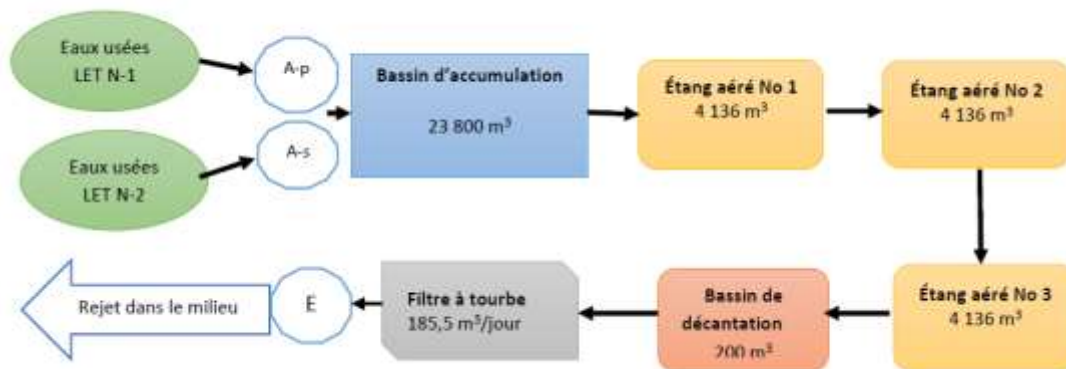 Eaux usées
LET N-1
A-p
Bassin d'accumulation
23 800 m³
Étang aéré No 1
4 136 m³
Étang aéré No 2
4 136 m³
Eaux usées
LET N-2
A-s
Rejet dans le milieu
E
Filtre à tourbe
185,5 m³/jour
Bassin de
décantation
200 m³
Étang aéré No 3
4 136 m³